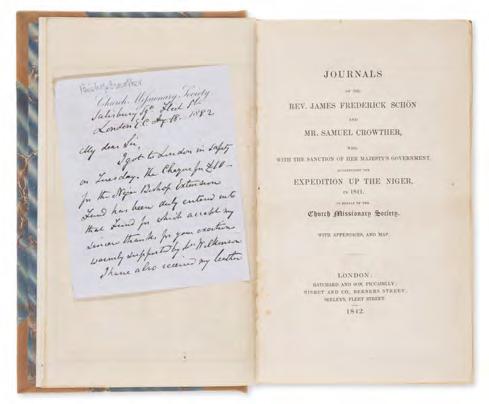 Bishop Crowther
Church Missionary Society
Salisbury Sq. Fleet St.
London E.C. Aug 18 1882
My dear Sir,
I got to London in safety
on Tuesday. The Cheque for £60
for the Niger Bishop Extension
Fund has been duly entered into
that Fund for which accept my
sincere thanks for your exertions
warmly supported by Dr Wilkinson
I have also received my leather
JOURNALS
OF THE
REV. JAMES FREDERICK SCHÖN
AND
MR. SAMUEL CROWTHER,
WHO,
WITH THE SANCTION OF HER MAJESTY'S GOVERNMENT,
ACCOMPANIED THE
EXPEDITION UP THE NIGER,
IN 1841,
IN BEHALF OF THE
Church Missionary Society.
WITH APPENDICES, AND MAP.
LONDON:
HATCHARD AND SON, PICCADILLY;
NISBET AND CO., BERNERS STREET;
SEELEYS, FLEET STREET.
1842.